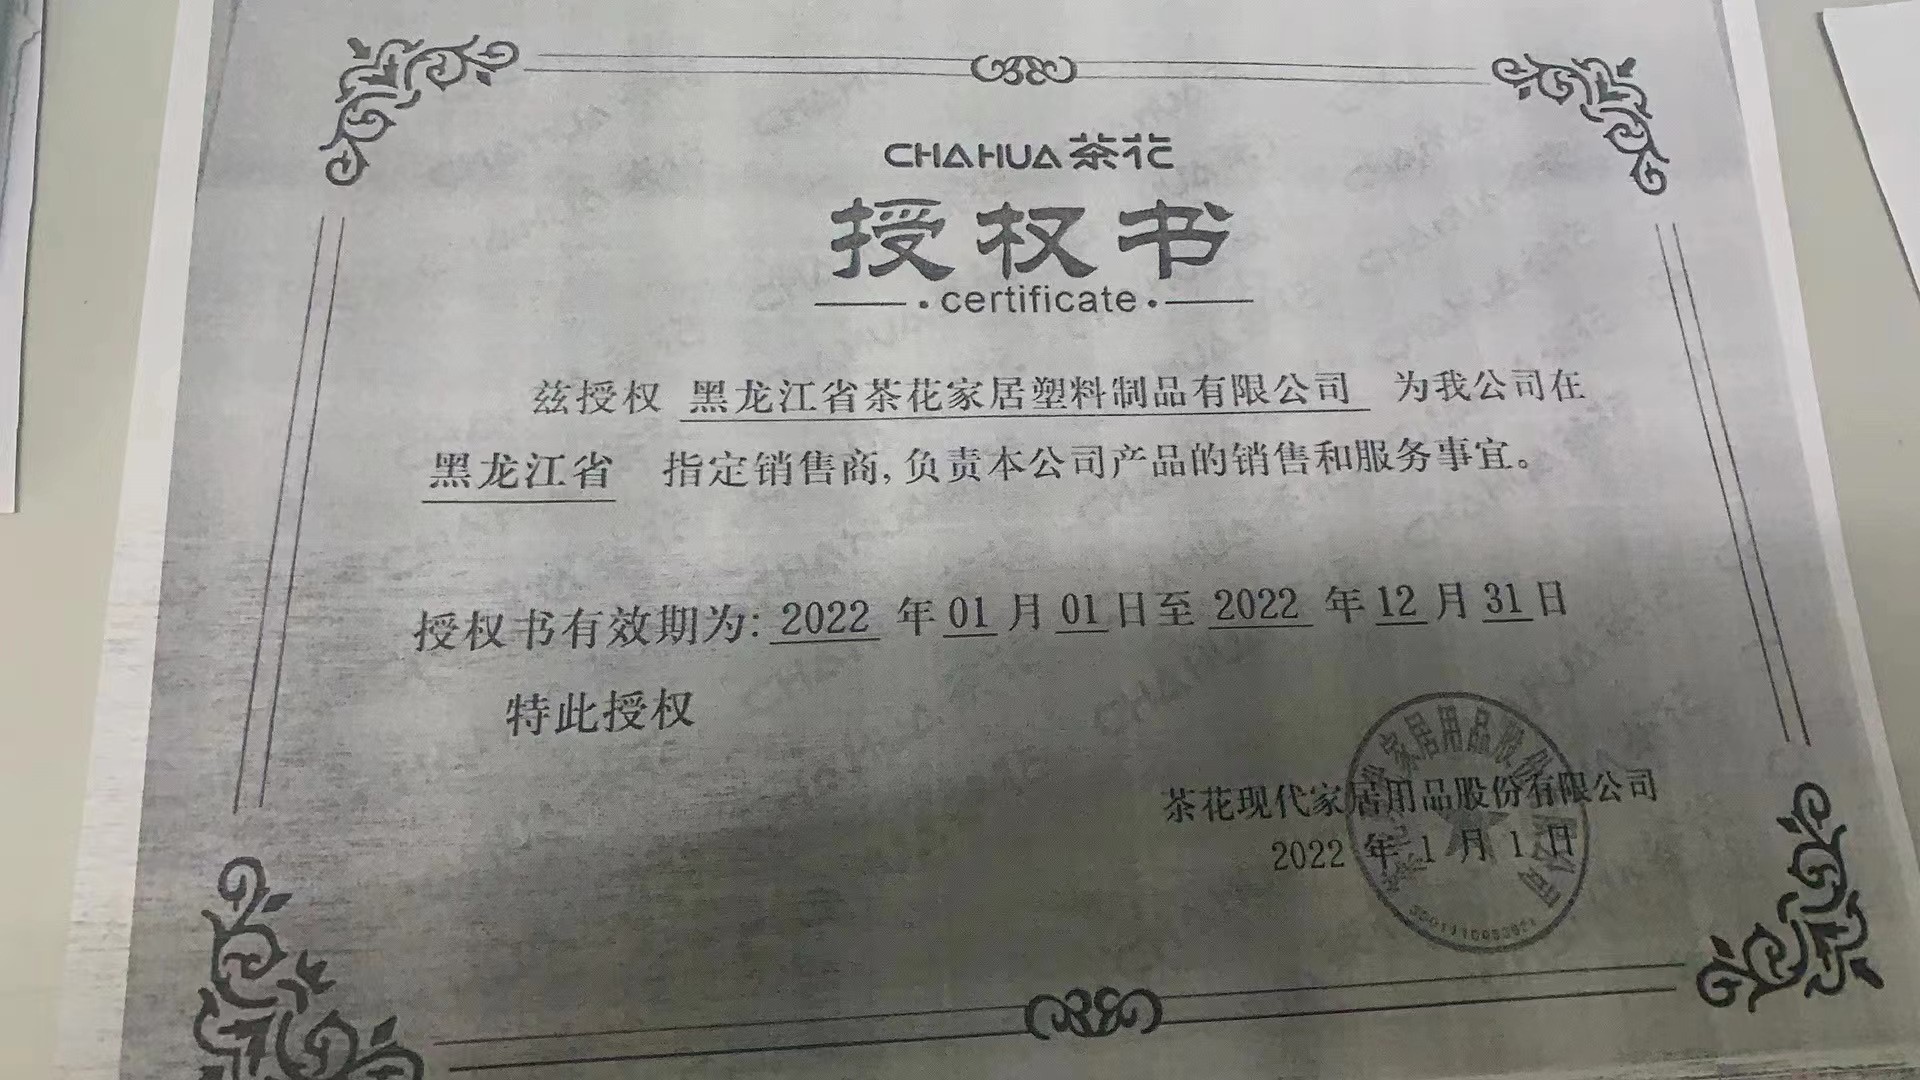 CHAHUA茶花
授权书
certificate
兹授权 黑龙江省茶花家居塑料制品有限公司 为我公司在
黑龙江省 指定销售商,负责本公司产品的销售和服务事宜。
授权书有效期为: 2022 年 01 月 01 日至 2022 年 12 月 31 日
特此授权
茶花现代家居用品股份有限公司
2022 年 1 月 1 日